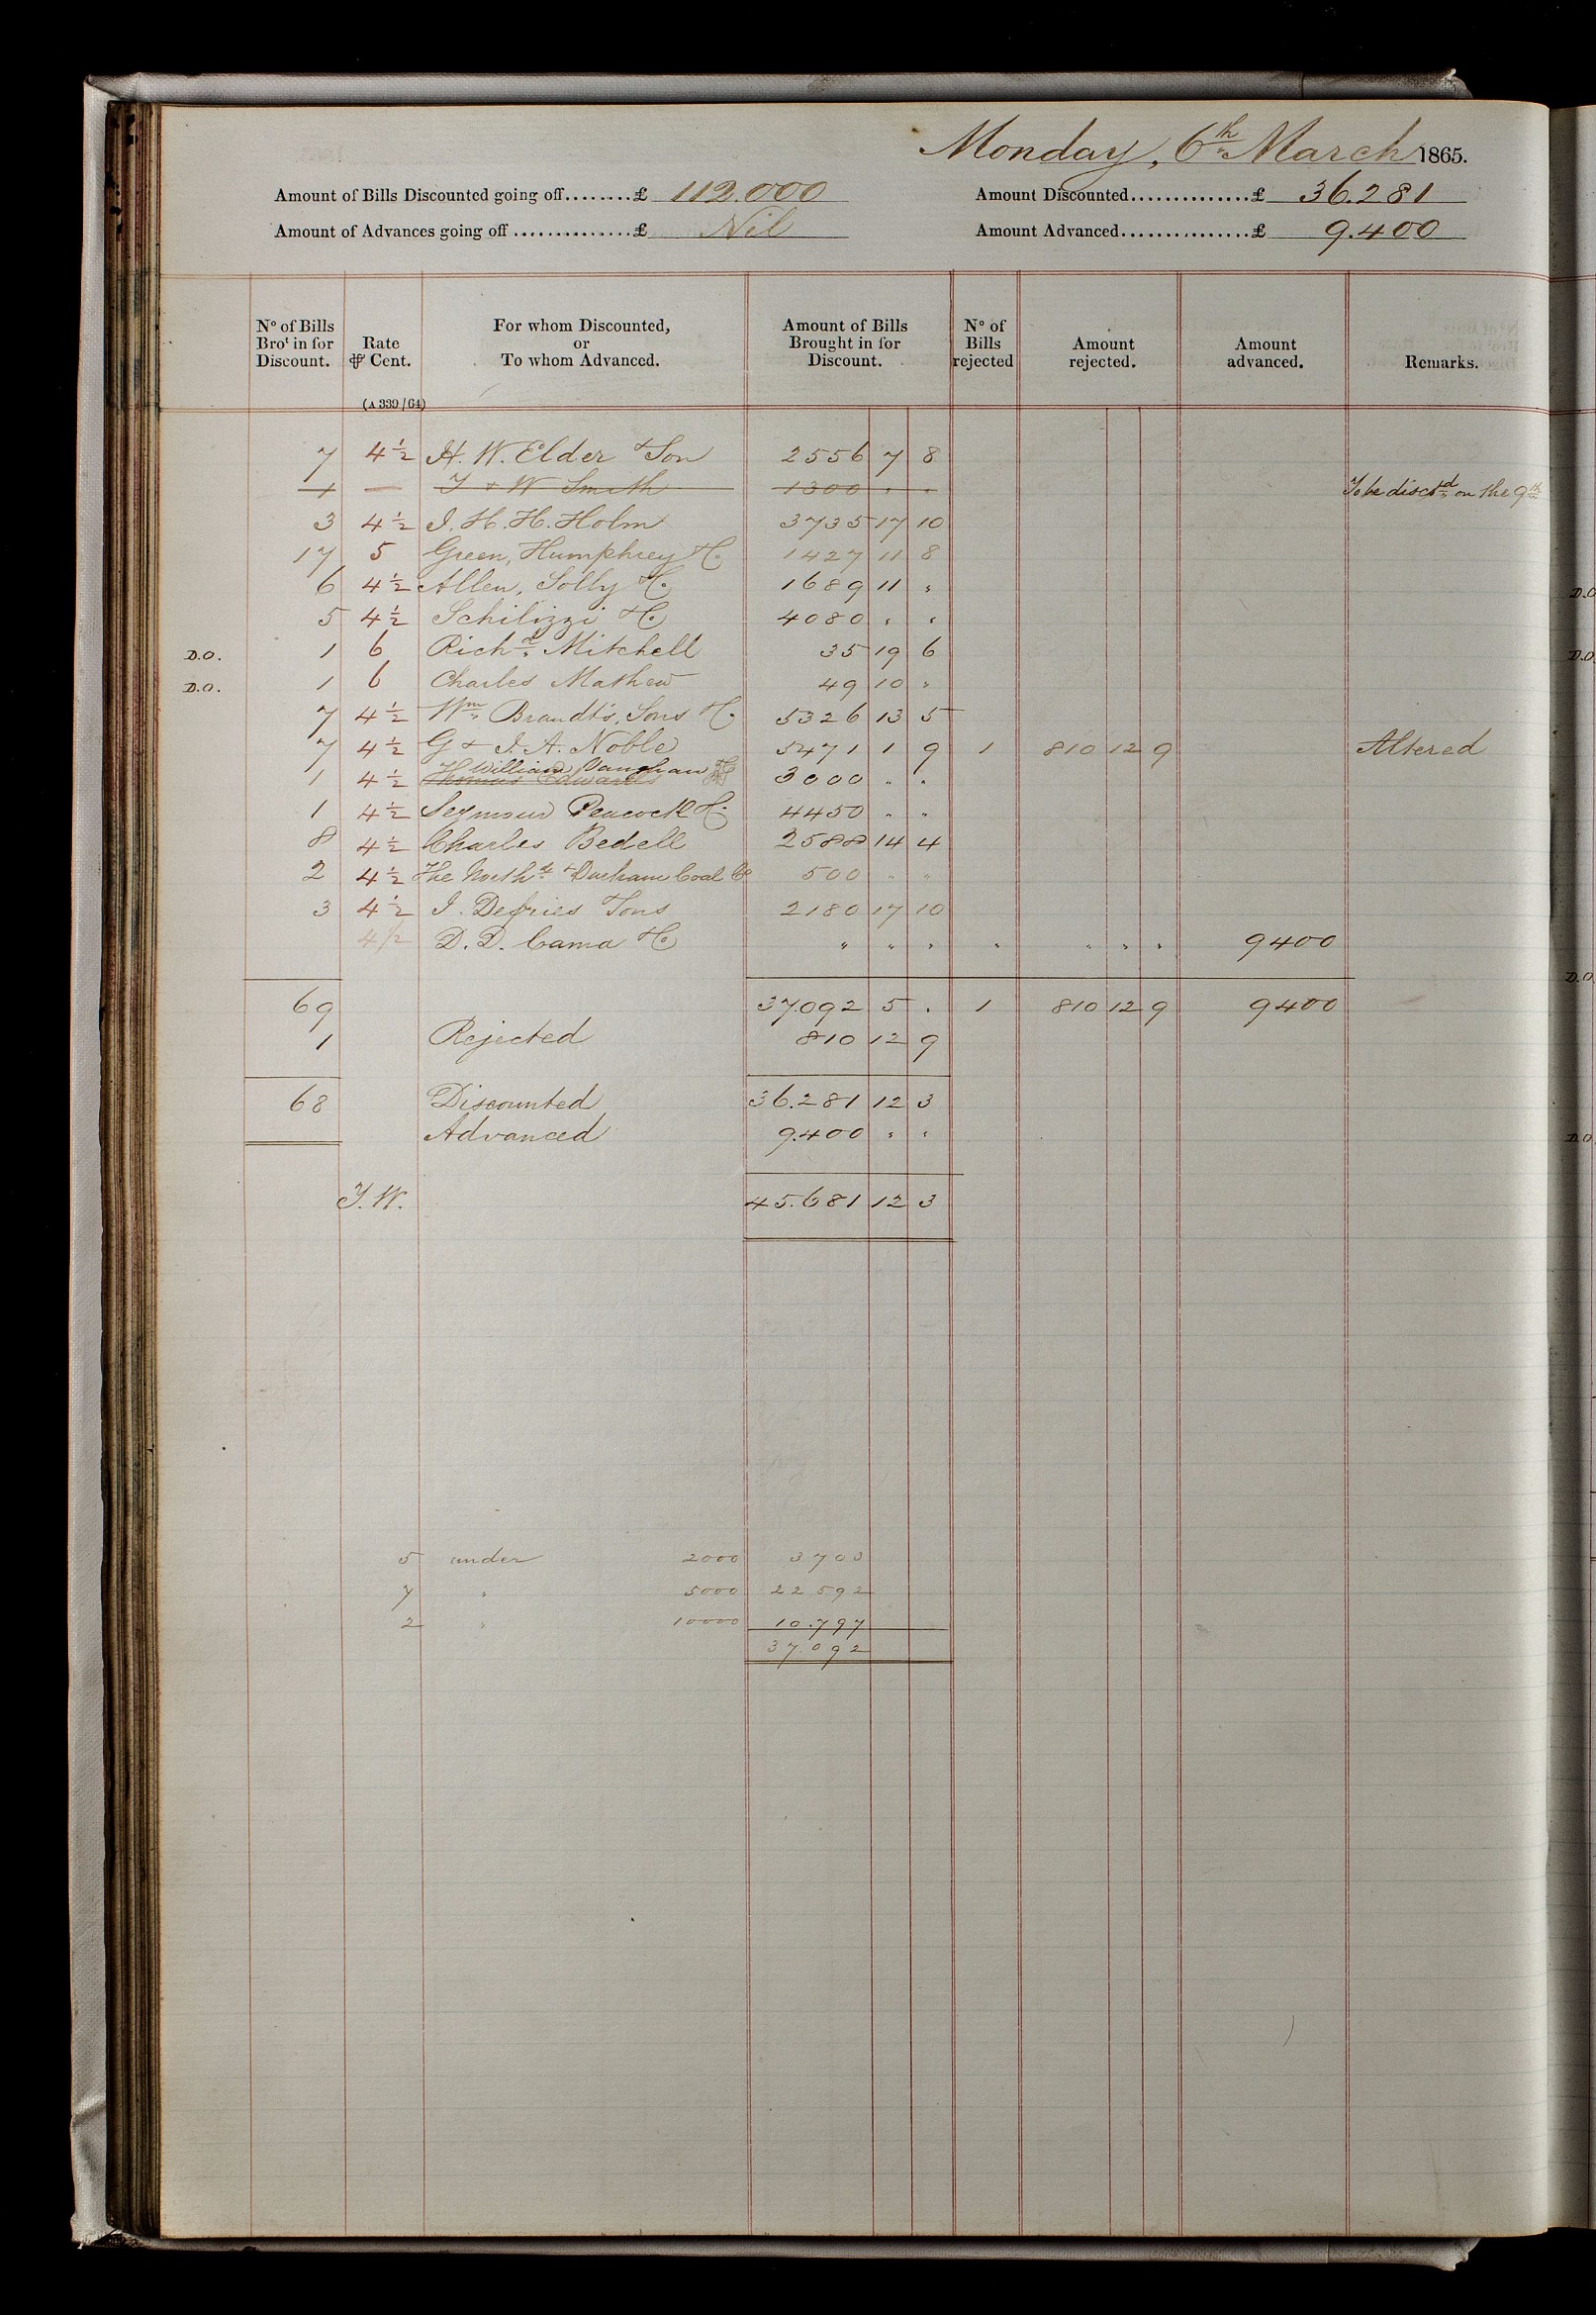 Monday, 6th March 1865.
Amount of Bills Discounted going off........£ 112.000 Amount Discounted..............£ 36.281
Amount of Advances going off ...............£ Nil Amount Advanced................£ 9.400
No of Bills Brot in for Discount. Rate ⅌ Cent. For whom Discounted, or To whom Advanced. Amount of Bills Brought in for Discount. No of Bills rejected Amount rejected. Amount advanced. Remarks.
(A 339/64)
7 4½ H. W. Elder & Son 2556 7 8
1 — T & W Smith 1300 " " To be disctd on the 9th
3 4½ J. H. H. Holm 3735 17 10
17 5 Green, Humphrey & Co 1427 11 8
6 4½ Allen, Solly & Co 1689 11 "
5 4½ Schilizzi & Co 4080 " "
D.O. 1 6 Richd Mitchell 35 19 6
D.O. 1 6 Charles Mathew 49 10 "
7 4½ Wm Brandt's, Sons & Co 5326 13 5
7 4½ G & J. A. Noble 5471 1 9 1 810 12 9 Altered
William Vaughan & Co
1 4½ Thomas Edwards 3000 " "
1 4½ Seymour Peacock & Co 4450 " "
8 4½ Charles Bedell 2588 14 4
2 4½ The Northd & Durham Coal Co 500 " "
3 4½ J. Defries & Sons 2180 17 10
4½ D. D. Cama & Co " " " " " " " 9400
69 37.092 5 " 1 810 12 9 9400
1 Rejected 810 12 9
68 Discounted 36.281 12 3
Advanced 9.400 " "
T. W. 45.681 12 3
5 under 2000 3703
7 " 5000 22592
2 " 10000 10.797
37.092